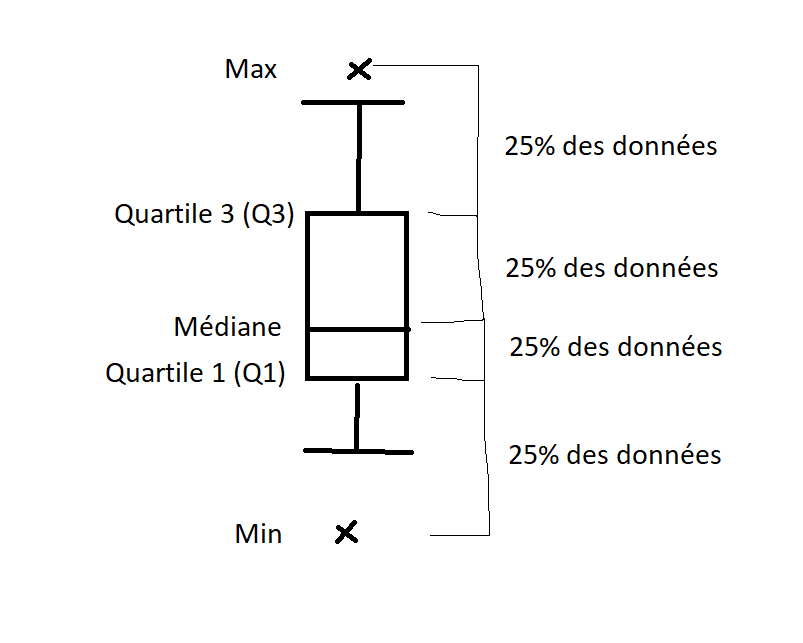 Max
25% des données
Quartile 3 (Q3)
25% des données
Médiane
25% des données
Quartile 1 (Q1)
25% des données
Min